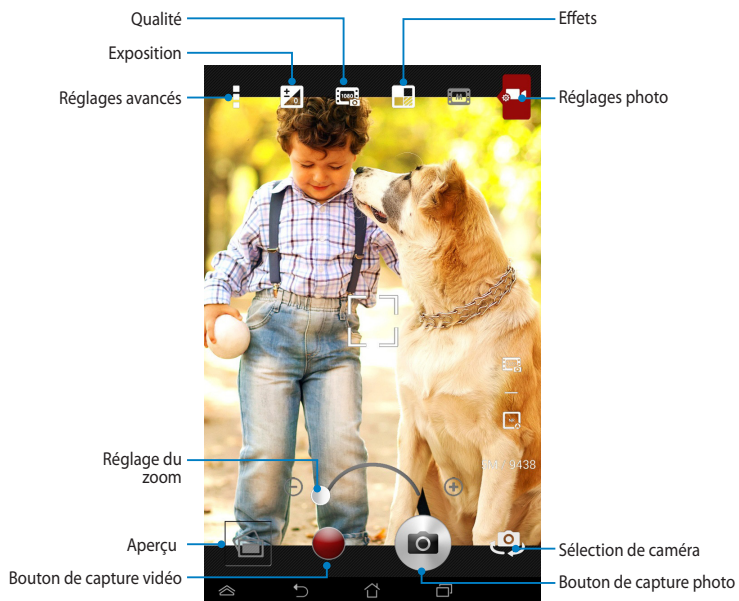 Qualité
Effets
Exposition
Réglages avancés
Réglages photo
1080
Réglage du
zoom
Aperçu
Sélection de caméra
Bouton de capture vidéo
Bouton de capture photo